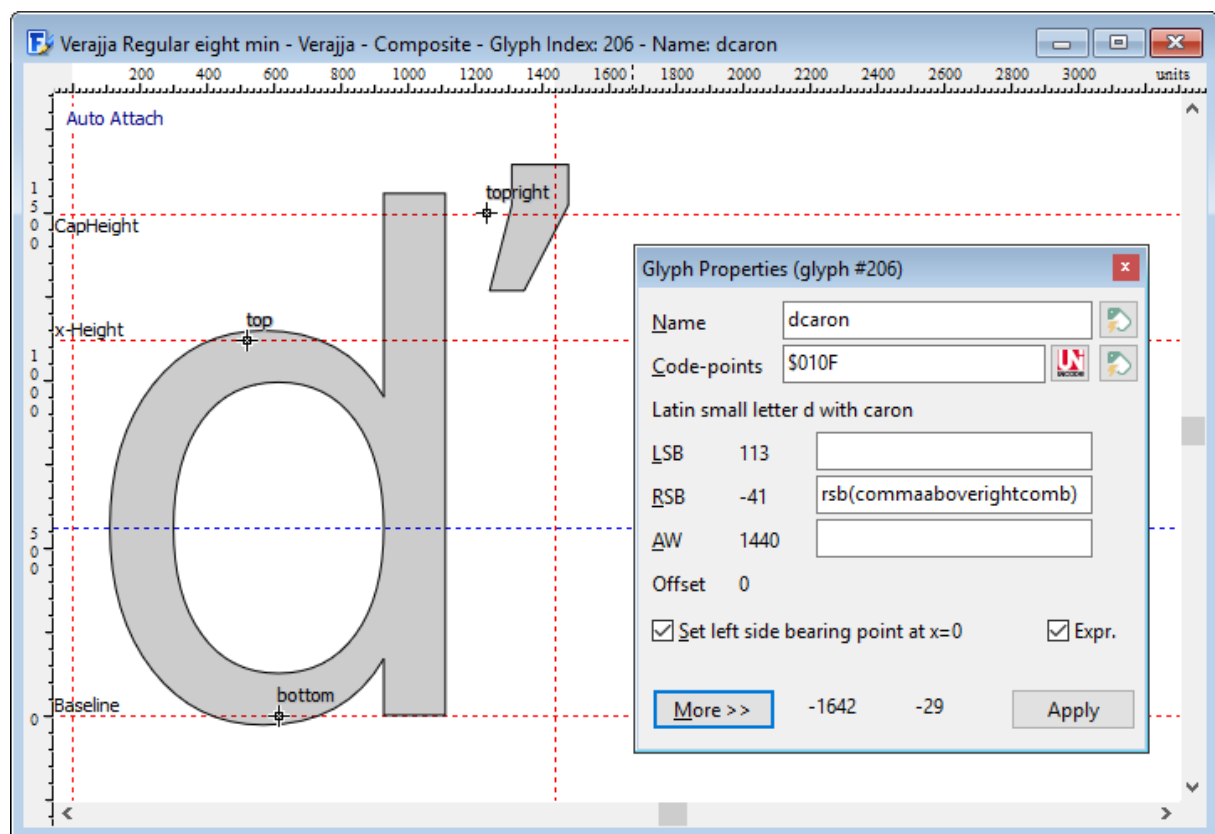 Verajja Regular eight min - Verajja - Composite - Glyph Index: 206 - Name: dcaron
200 400 600 800 1000 1200 1400 1600 1800 2000 2200 2400 2600 2800 3000 units
Auto Attach
topright
1500
CapHeight
top
x-Height
1000
500
bottom
Baseline
0
Glyph Properties (glyph #206)
Name dcaron
Code-points $010F
Latin small letter d with caron
LSB 113
RSB -41 rsb(commaaboverightcomb)
AW 1440
Offset 0
Set left side bearing point at x=0 Expr.
More >> -1642 -29 Apply